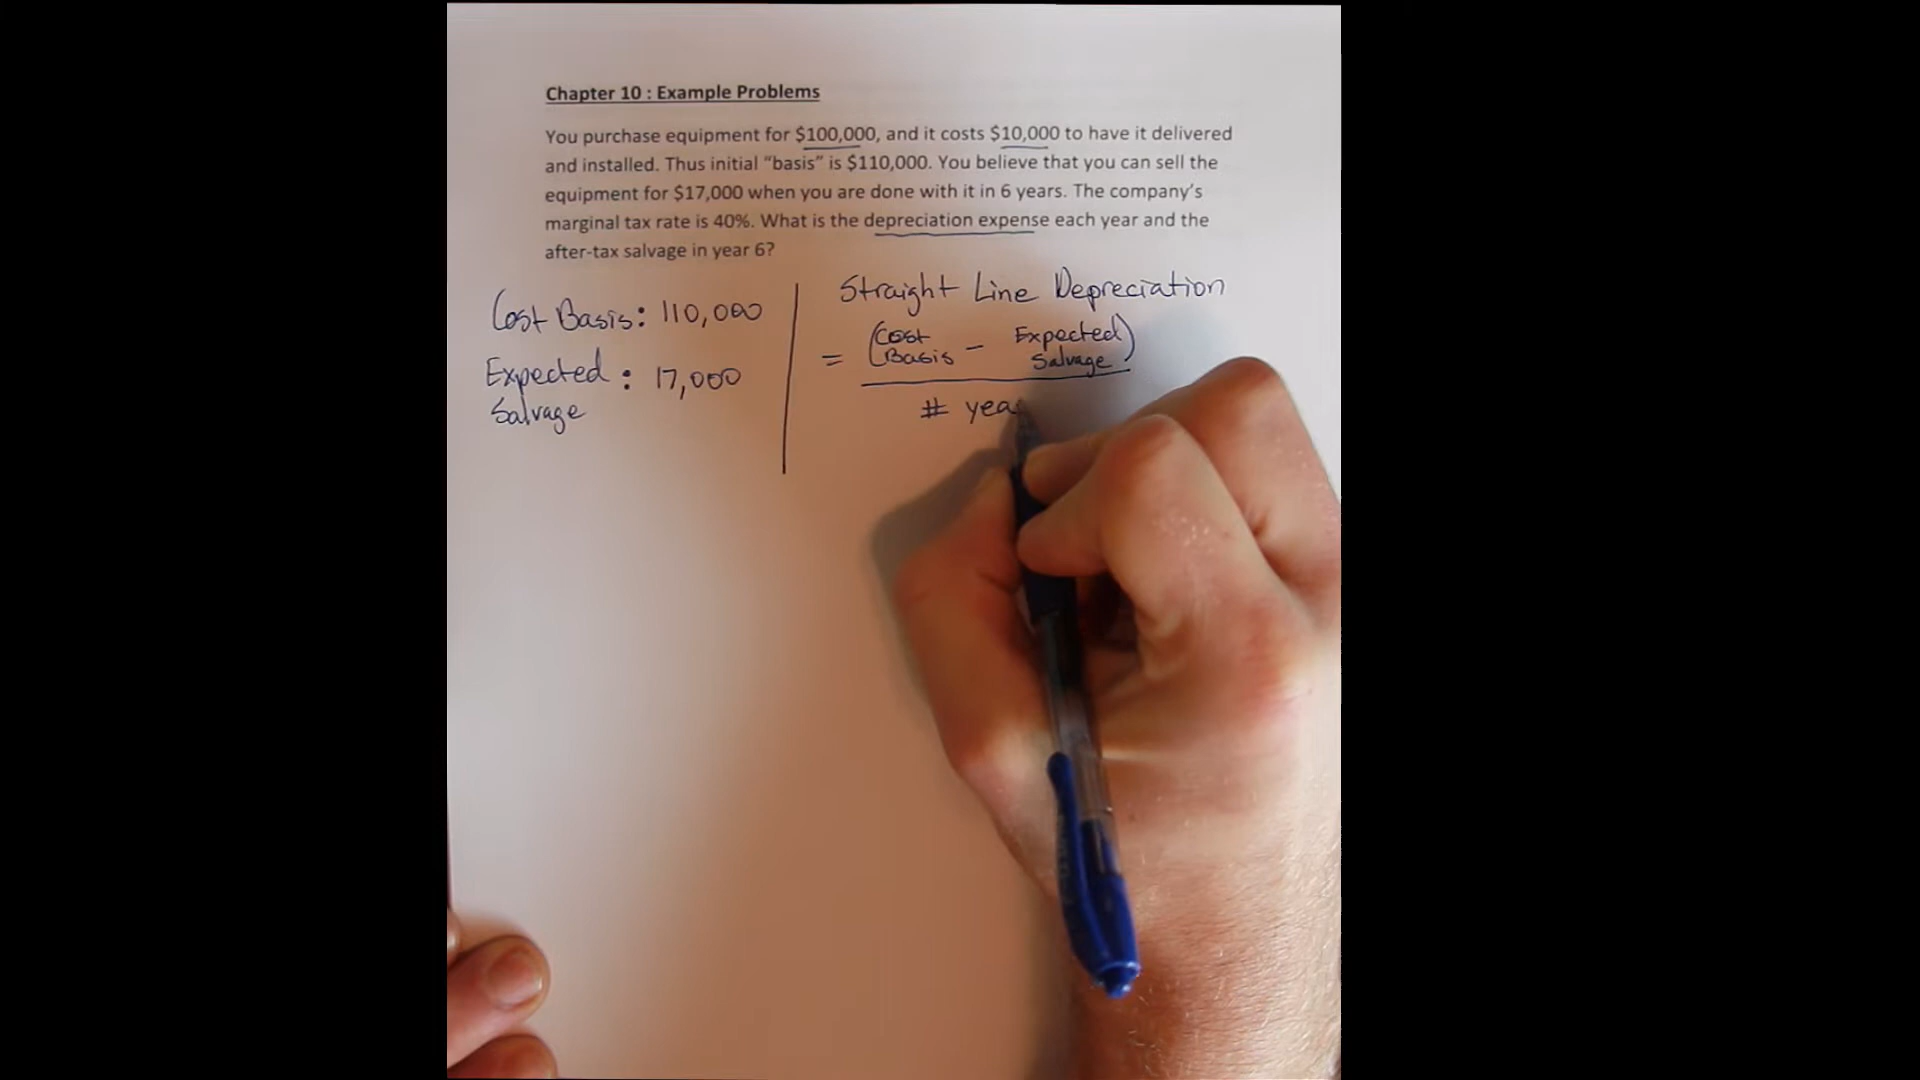 Chapter 10 : Example Problems
You purchase equipment for $100,000, and it costs $10,000 to have it delivered
and installed. Thus initial “basis” is $110,000. You believe that you can sell the
equipment for $17,000 when you are done with it in 6 years. The company’s
marginal tax rate is 40%. What is the depreciation expense each year and the
after-tax salvage in year 6?
Cost Basis: 110,000
Expected : 17,000
Salvage
Straight Line Depreciation
= (Cost Basis - Expected Salvage)
# yea